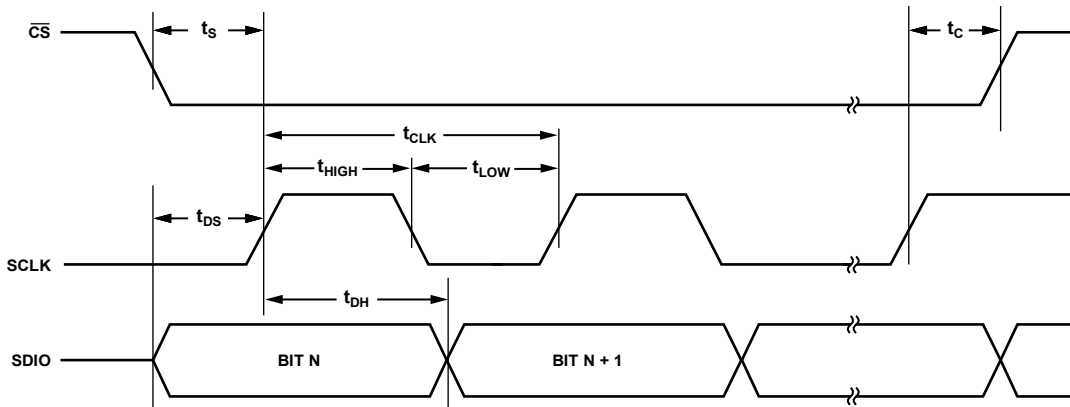 CS
tS
tC
tCLK
tHIGH
tLOW
tDS
SCLK
tDH
SDIO
BIT N
BIT N + 1